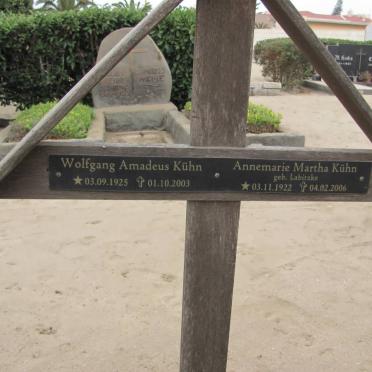 Wolfgang Amadeus Kühn
★ 03.09.1925 ✞ 01.10.2003
Annemarie Martha Kühn
geb. Labitzke
★ 03.11.1922 ✞ 04.02.2006